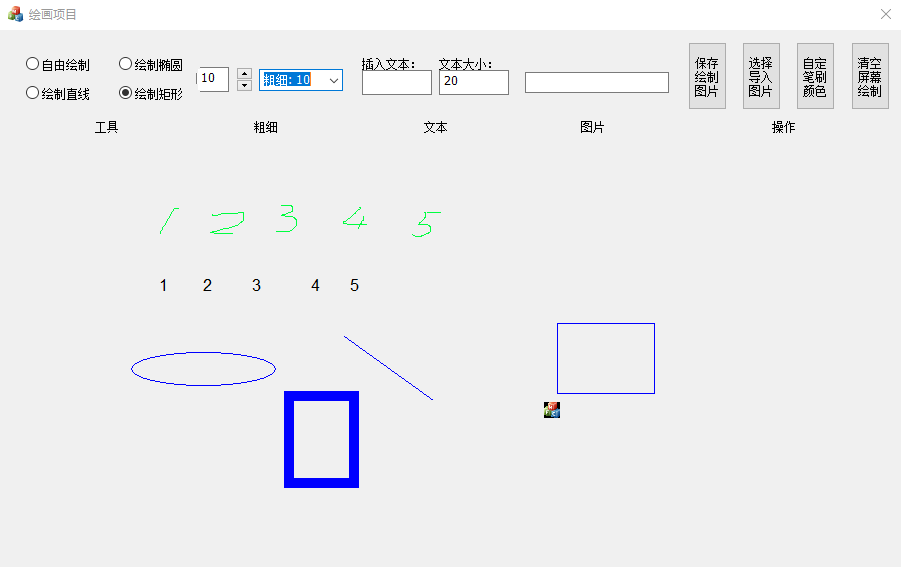 绘画项目
自由绘制 绘制椭圆
绘制直线 绘制矩形
10
粗细: 10
插入文本: 文本大小:
20
保存绘制图片
选择导入图片
自定笔刷颜色
清空屏幕绘制
工具 粗细 文本 图片 操作
1 2 3 4 5
1 2 3 4 5